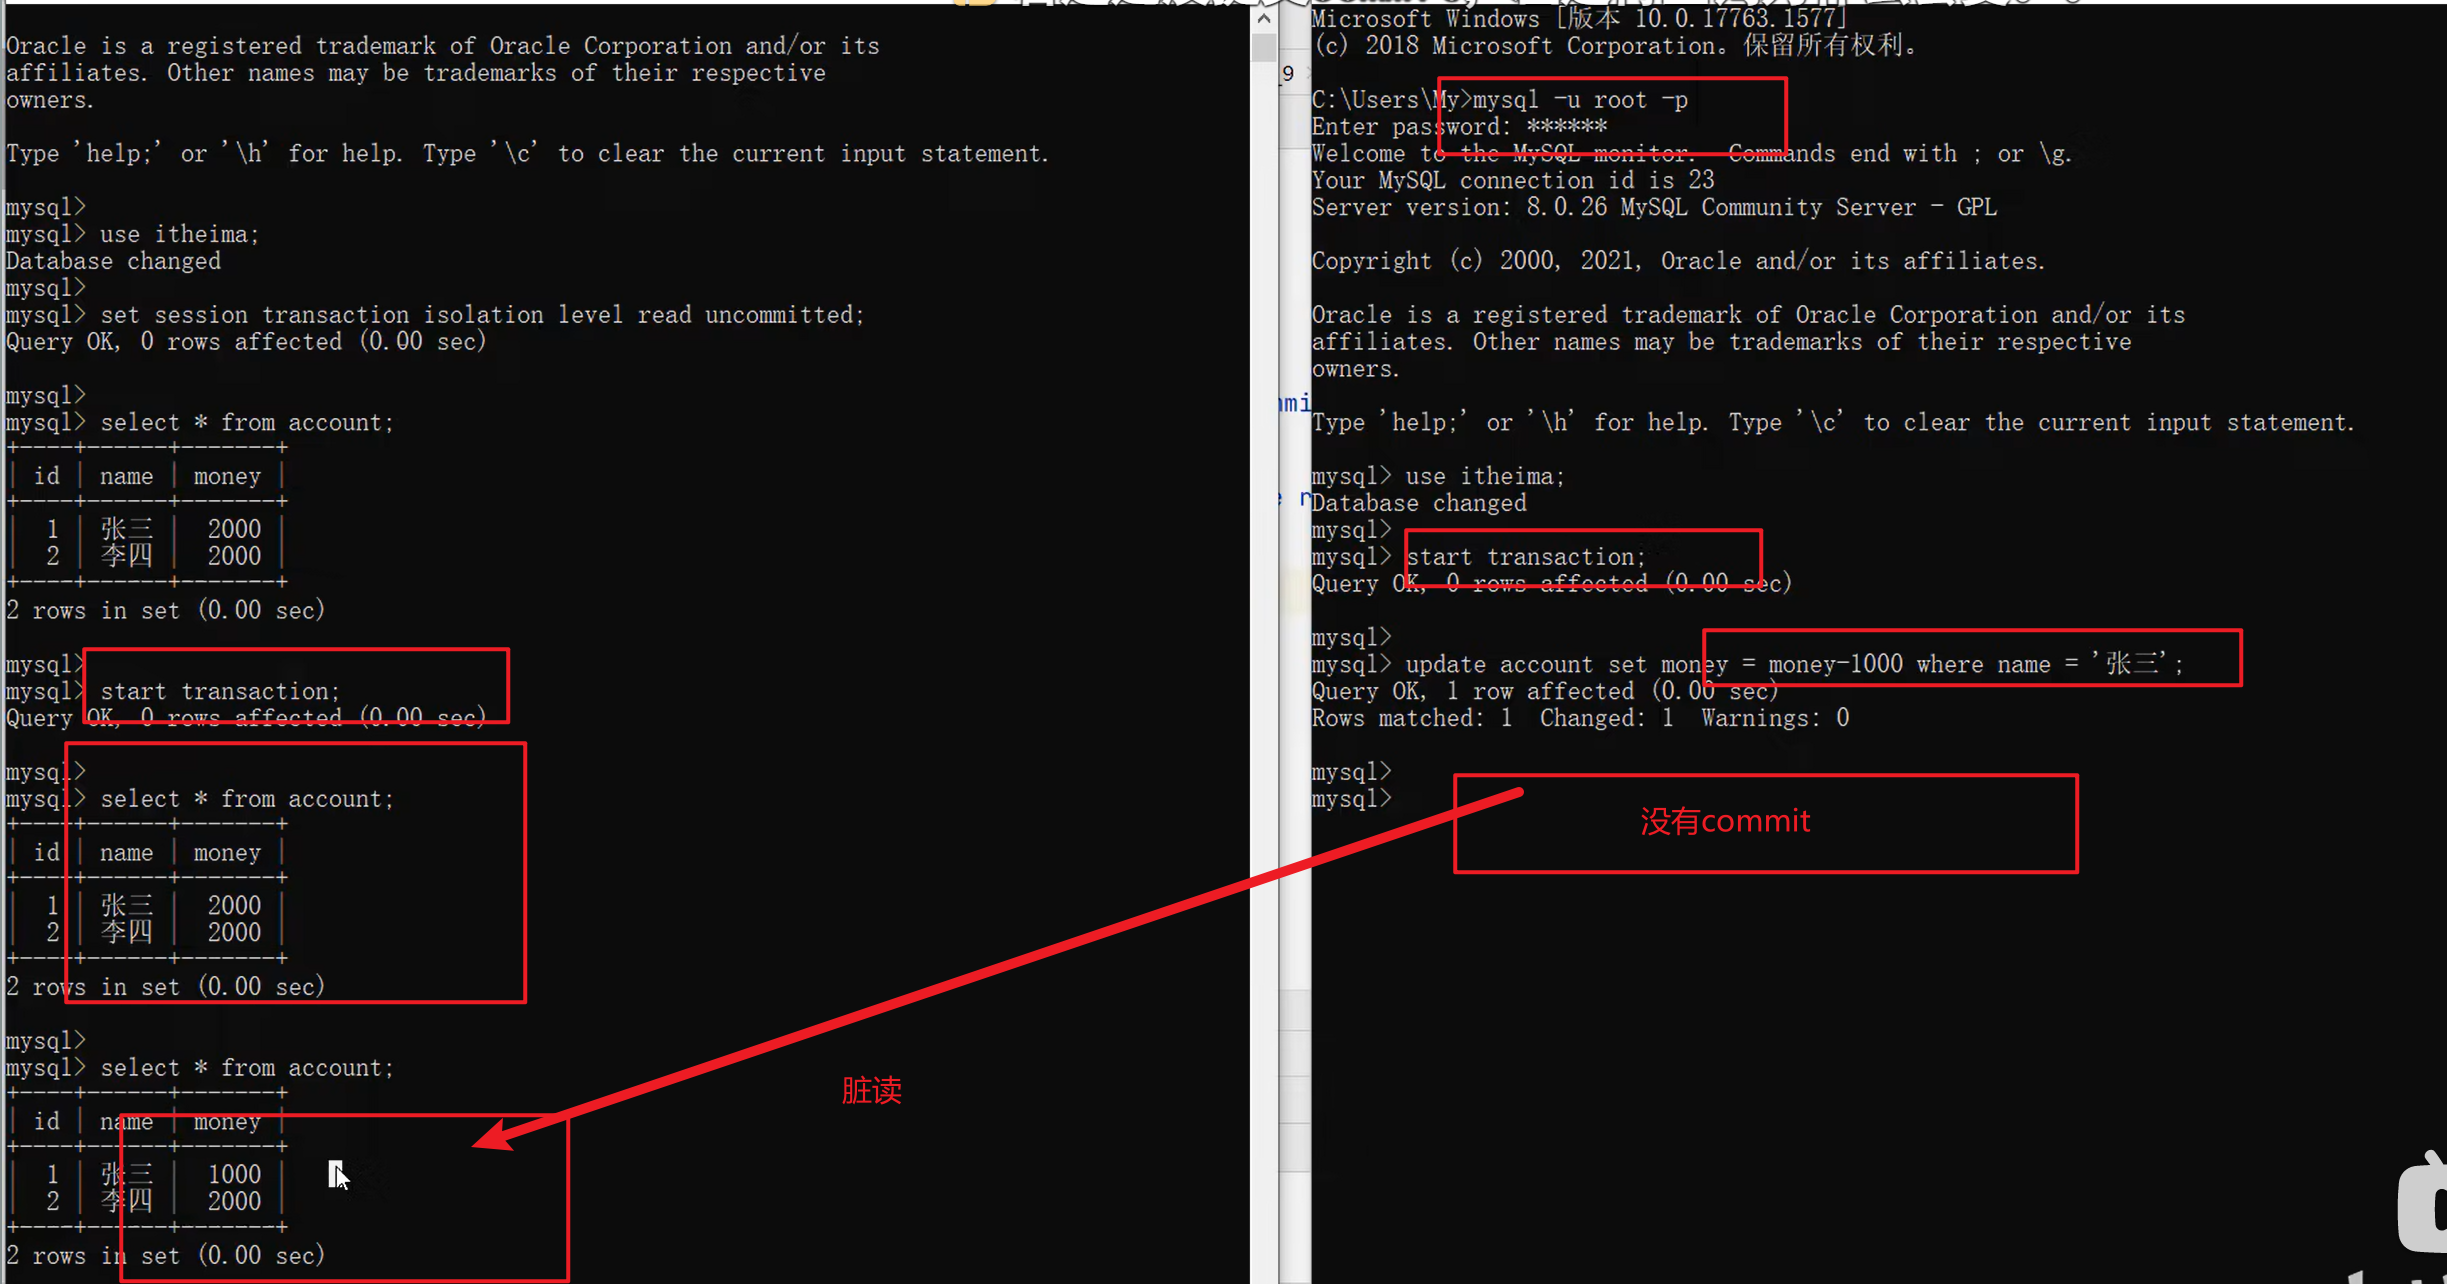 Oracle is a registered trademark of Oracle Corporation and/or its
affiliates. Other names may be trademarks of their respective
owners.
Type 'help;' or '\h' for help. Type '\c' to clear the current input statement.
mysql>
mysql> use itheima;
Database changed
mysql>
mysql> set session transaction isolation level read uncommitted;
Query OK, 0 rows affected (0.00 sec)
mysql>
mysql> select * from account;
+----+------+-------+
| id | name | money |
+----+------+-------+
| 1 | 张三 | 2000 |
| 2 | 李四 | 2000 |
+----+------+-------+
2 rows in set (0.00 sec)
mysql>
mysql> start transaction;
Query OK, 0 rows affected (0.00 sec)
mysql>
mysql> select * from account;
+----+------+-------+
| id | name | money |
+----+------+-------+
| 1 | 张三 | 2000 |
| 2 | 李四 | 2000 |
+----+------+-------+
2 rows in set (0.00 sec)
mysql>
mysql> select * from account;
+----+------+-------+
| id | name | money |
+----+------+-------+
| 1 | 张三 | 1000 |
| 2 | 李四 | 2000 |
+----+------+-------+
2 rows in set (0.00 sec)
脏读
_9
mmi
e r
Microsoft Windows [版本 10.0.17763.1577]
(c) 2018 Microsoft Corporation。保留所有权利。
C:\Users\My>mysql -u root -p
Enter password: ******
Welcome to the MySQL monitor.  Commands end with ; or \g.
Your MySQL connection id is 23
Server version: 8.0.26 MySQL Community Server - GPL
Copyright (c) 2000, 2021, Oracle and/or its affiliates.
Oracle is a registered trademark of Oracle Corporation and/or its
affiliates. Other names may be trademarks of their respective
owners.
Type 'help;' or '\h' for help. Type '\c' to clear the current input statement.
mysql> use itheima;
Database changed
mysql>
mysql> start transaction;
Query OK, 0 rows affected (0.00 sec)
mysql>
mysql> update account set money = money-1000 where name = '张三';
Query OK, 1 row affected (0.00 sec)
Rows matched: 1  Changed: 1  Warnings: 0
mysql>
mysql>
没有commit